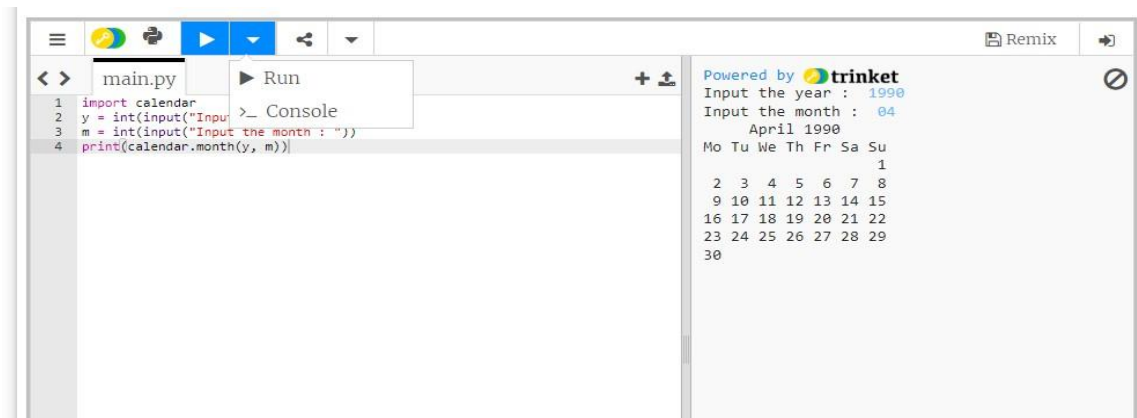 Remix
main.py
Run
>_ Console
1 import calendar
2 y = int(input("Inpu
3 m = int(input("Input the month : "))
4 print(calendar.month(y, m))
Powered by trinket
Input the year : 1990
Input the month : 04
April 1990
Mo Tu We Th Fr Sa Su
1
2 3 4 5 6 7 8
9 10 11 12 13 14 15
16 17 18 19 20 21 22
23 24 25 26 27 28 29
30